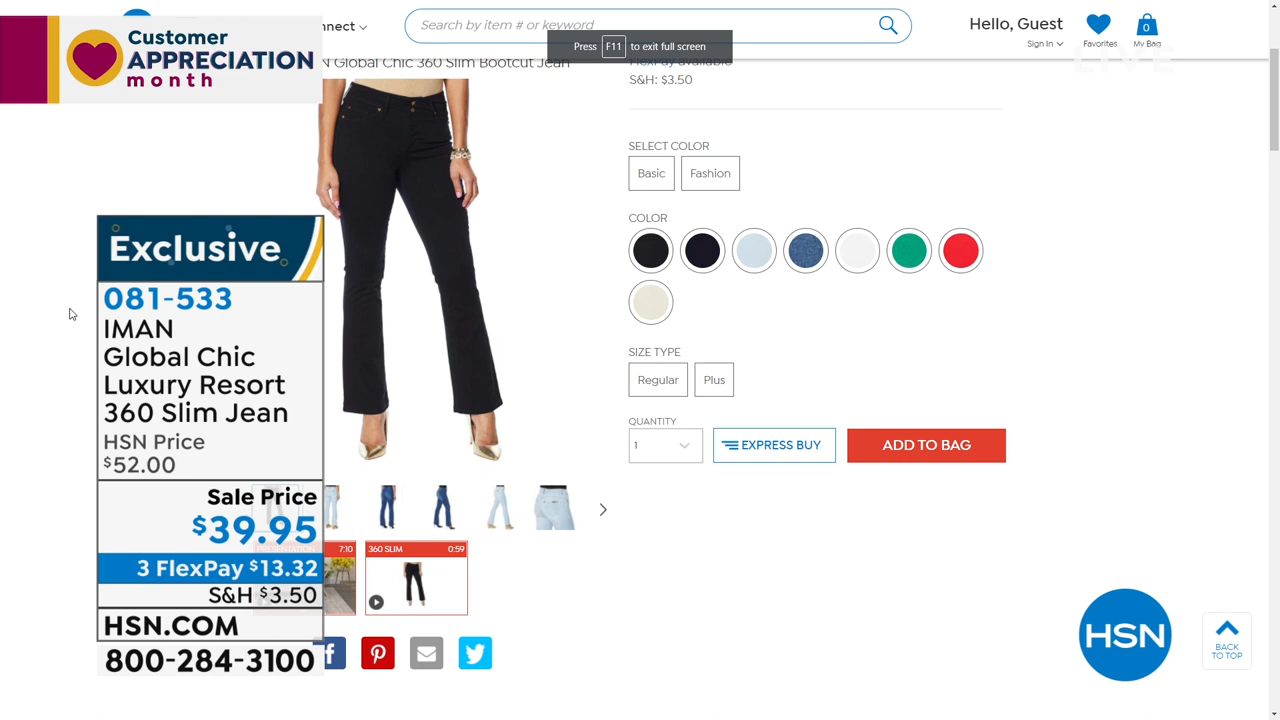 Customer
APPRECIATION
month
nnect
Search by item # or keyword
Press F11 to exit full screen
Hello, Guest
Sign In
Favorites
0
My Bag
LIVE
N Global Chic 360 Slim Bootcut Jean
FlexPay available
S&H: $3.50
SELECT COLOR
Basic
Fashion
COLOR
SIZE TYPE
Regular
Plus
QUANTITY
1
EXPRESS BUY
ADD TO BAG
Exclusive
081-533
IMAN
Global Chic
Luxury Resort
360 Slim Jean
HSN Price
$52.00
Sale Price
$39.95
3 FlexPay $13.32
S&H $3.50
HSN.COM
800-284-3100
PRESENTATION 7:10
360 SLIM 0:59
HSN
BACK
TO TOP